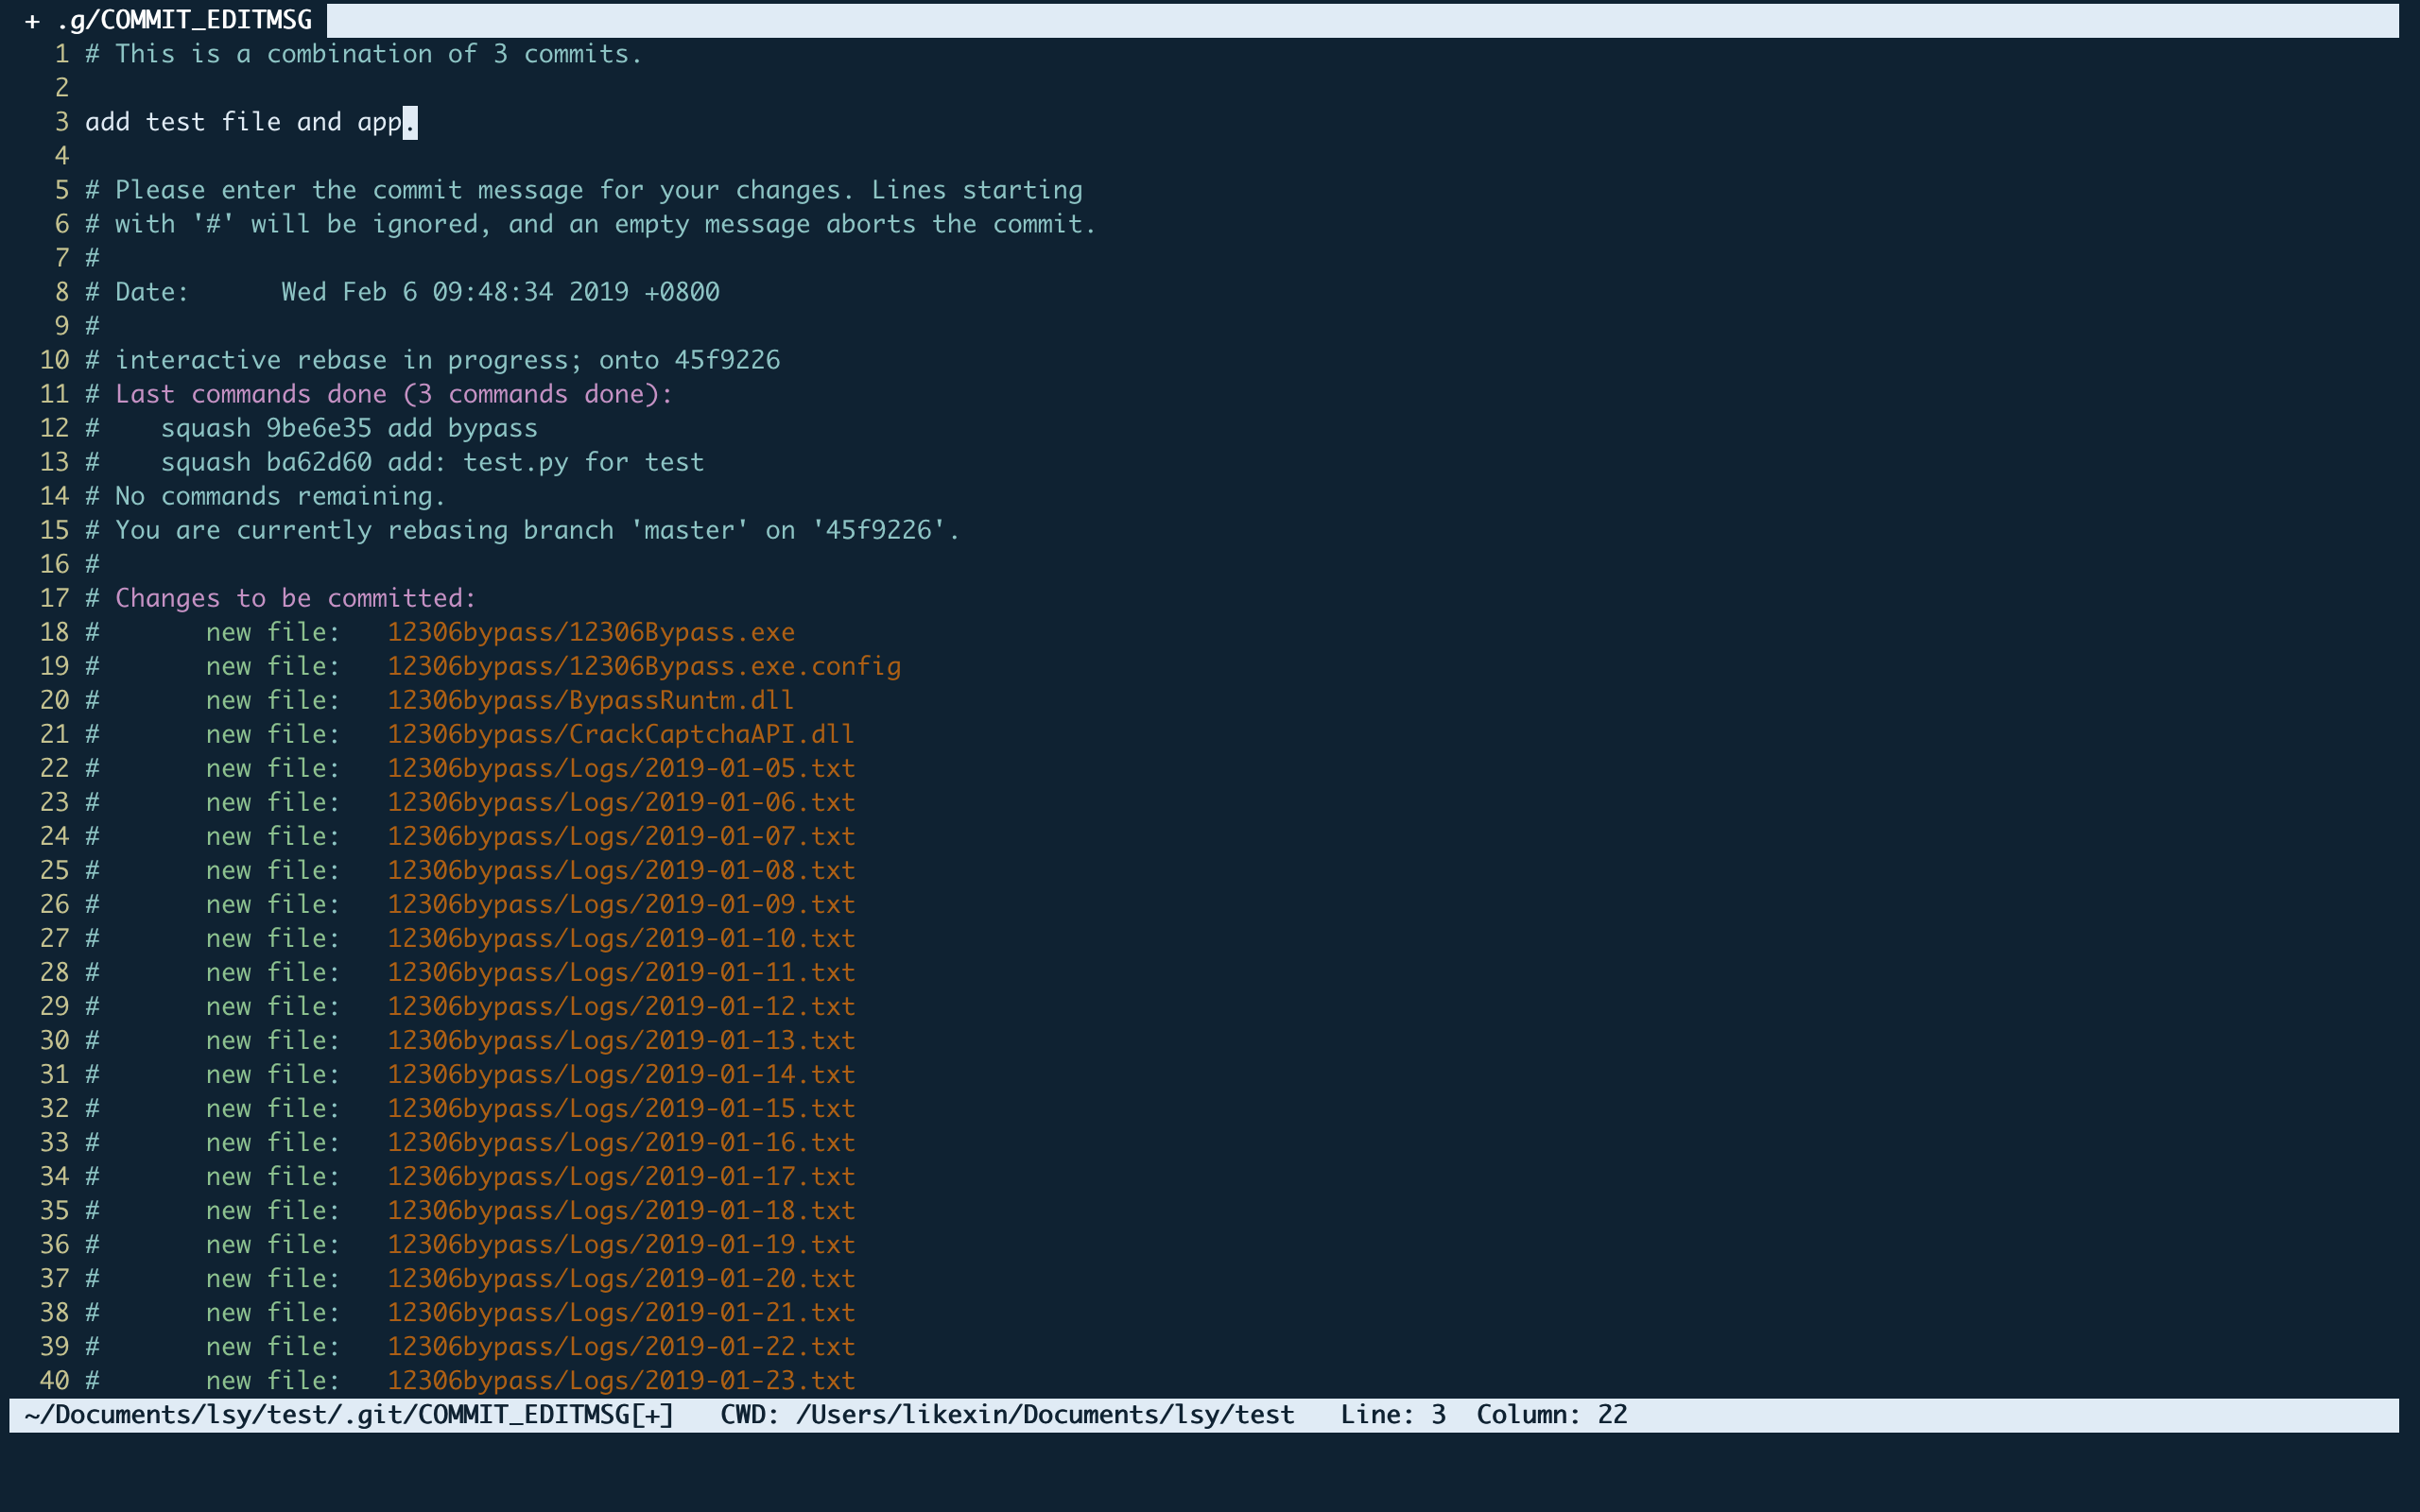 + .g/COMMIT_EDITMSG
1 # This is a combination of 3 commits.
2
3 add test file and app.
4
5 # Please enter the commit message for your changes. Lines starting
6 # with '#' will be ignored, and an empty message aborts the commit.
7 #
8 # Date:      Wed Feb 6 09:48:34 2019 +0800
9 #
10 # interactive rebase in progress; onto 45f9226
11 # Last commands done (3 commands done):
12 #    squash 9be6e35 add bypass
13 #    squash ba62d60 add: test.py for test
14 # No commands remaining.
15 # You are currently rebasing branch 'master' on '45f9226'.
16 #
17 # Changes to be committed:
18 #       new file:   12306bypass/12306Bypass.exe
19 #       new file:   12306bypass/12306Bypass.exe.config
20 #       new file:   12306bypass/BypassRuntm.dll
21 #       new file:   12306bypass/CrackCaptchaAPI.dll
22 #       new file:   12306bypass/Logs/2019-01-05.txt
23 #       new file:   12306bypass/Logs/2019-01-06.txt
24 #       new file:   12306bypass/Logs/2019-01-07.txt
25 #       new file:   12306bypass/Logs/2019-01-08.txt
26 #       new file:   12306bypass/Logs/2019-01-09.txt
27 #       new file:   12306bypass/Logs/2019-01-10.txt
28 #       new file:   12306bypass/Logs/2019-01-11.txt
29 #       new file:   12306bypass/Logs/2019-01-12.txt
30 #       new file:   12306bypass/Logs/2019-01-13.txt
31 #       new file:   12306bypass/Logs/2019-01-14.txt
32 #       new file:   12306bypass/Logs/2019-01-15.txt
33 #       new file:   12306bypass/Logs/2019-01-16.txt
34 #       new file:   12306bypass/Logs/2019-01-17.txt
35 #       new file:   12306bypass/Logs/2019-01-18.txt
36 #       new file:   12306bypass/Logs/2019-01-19.txt
37 #       new file:   12306bypass/Logs/2019-01-20.txt
38 #       new file:   12306bypass/Logs/2019-01-21.txt
39 #       new file:   12306bypass/Logs/2019-01-22.txt
40 #       new file:   12306bypass/Logs/2019-01-23.txt
~/Documents/lsy/test/.git/COMMIT_EDITMSG[+]   CWD: /Users/likexin/Documents/lsy/test   Line: 3  Column: 22